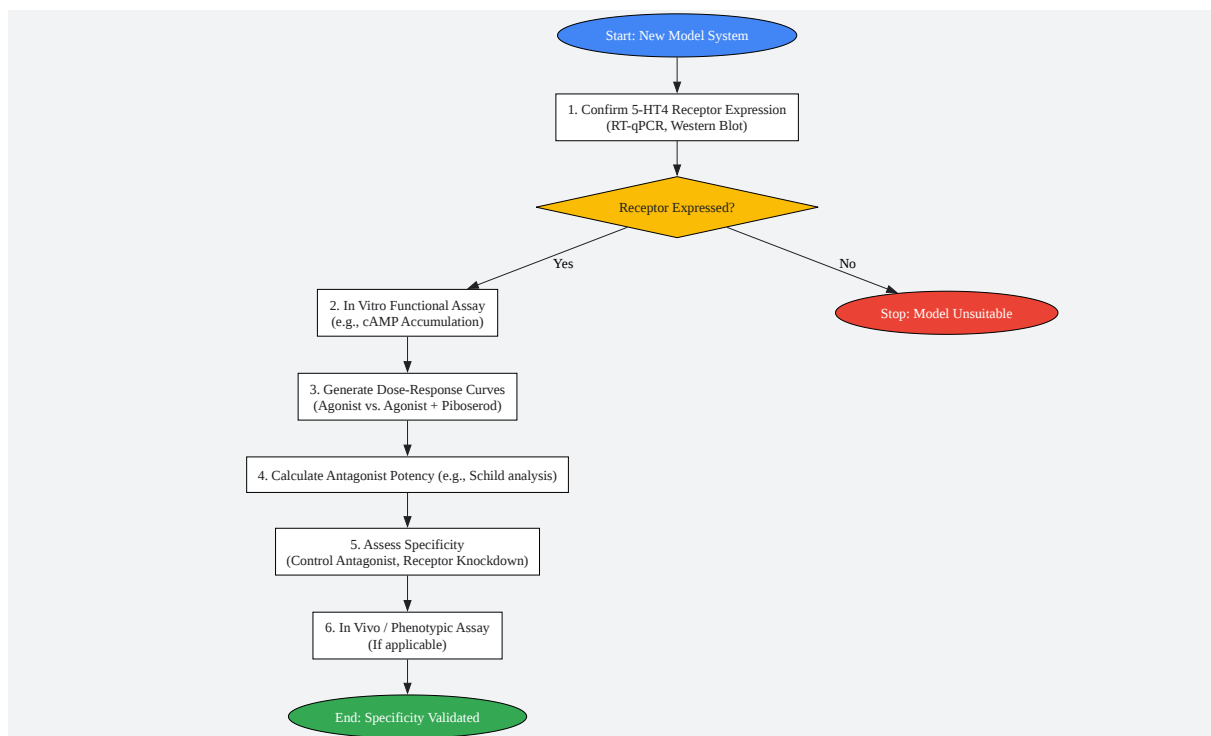 Start: New Model System
1. Confirm 5-HT4 Receptor Expression
(RT-qPCR, Western Blot)
Receptor Expressed?
Yes
No
2. In Vitro Functional Assay
(e.g., cAMP Accumulation)
Stop: Model Unsuitable
3. Generate Dose-Response Curves
(Agonist vs. Agonist + Piboserod)
4. Calculate Antagonist Potency (e.g., Schild analysis)
5. Assess Specificity
(Control Antagonist, Receptor Knockdown)
6. In Vivo / Phenotypic Assay
(If applicable)
End: Specificity Validated